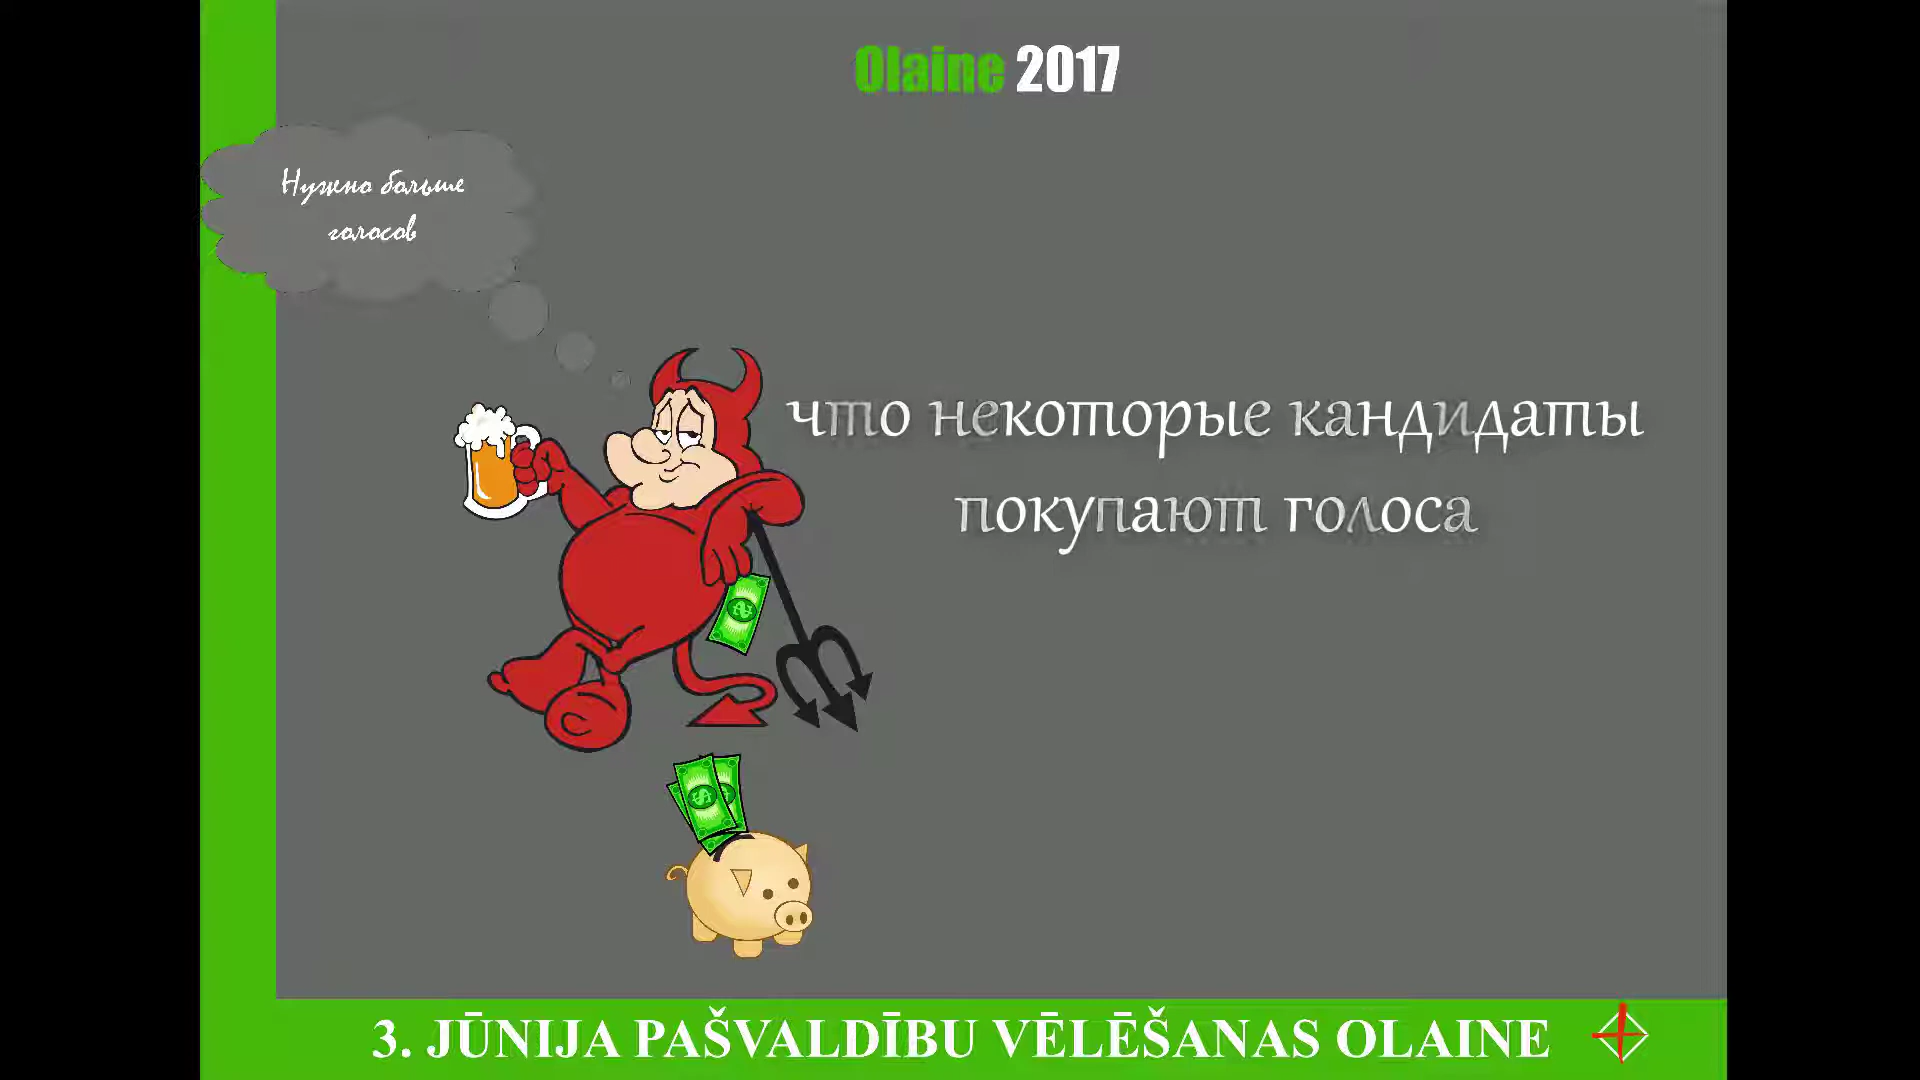 Olaine 2017
Нужно больше
голосов
что некоторые кандидаты
покупают голоса
3. JŪNIJA PAŠVALDĪBU VĒLĒŠANAS OLAINE